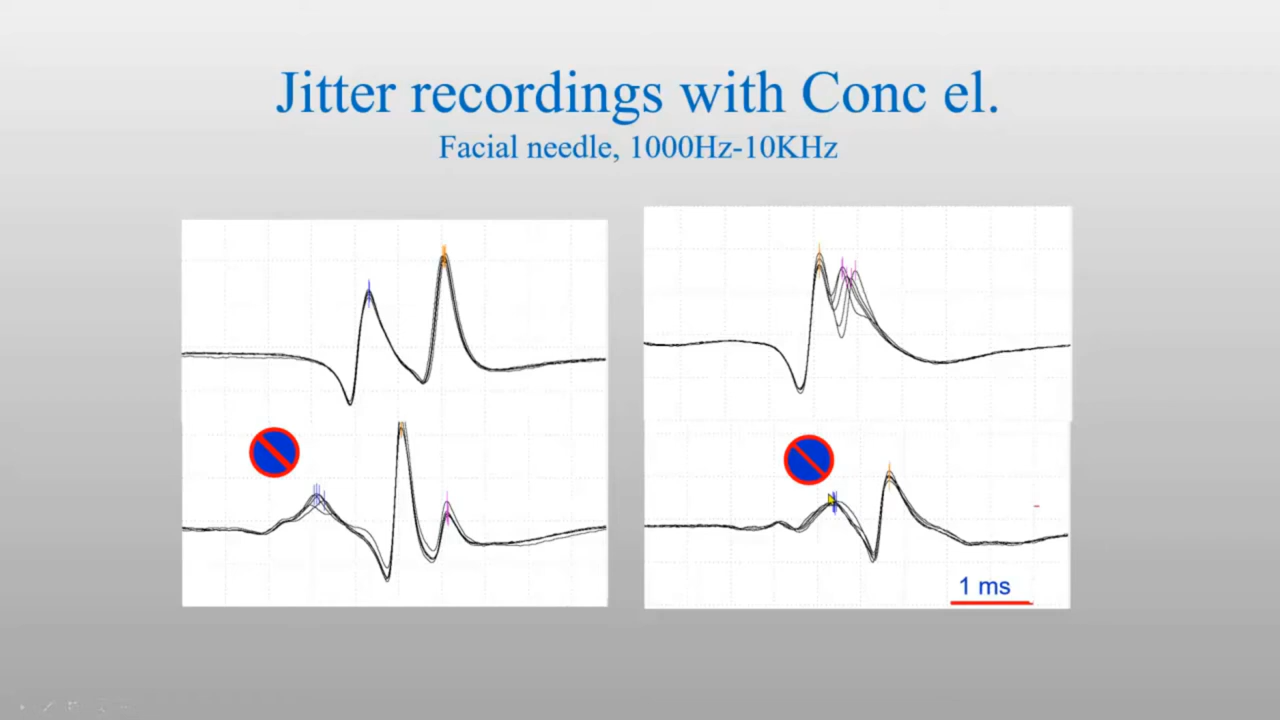 Jitter recordings with Conc el.
Facial needle, 1000Hz-10KHz
1 ms